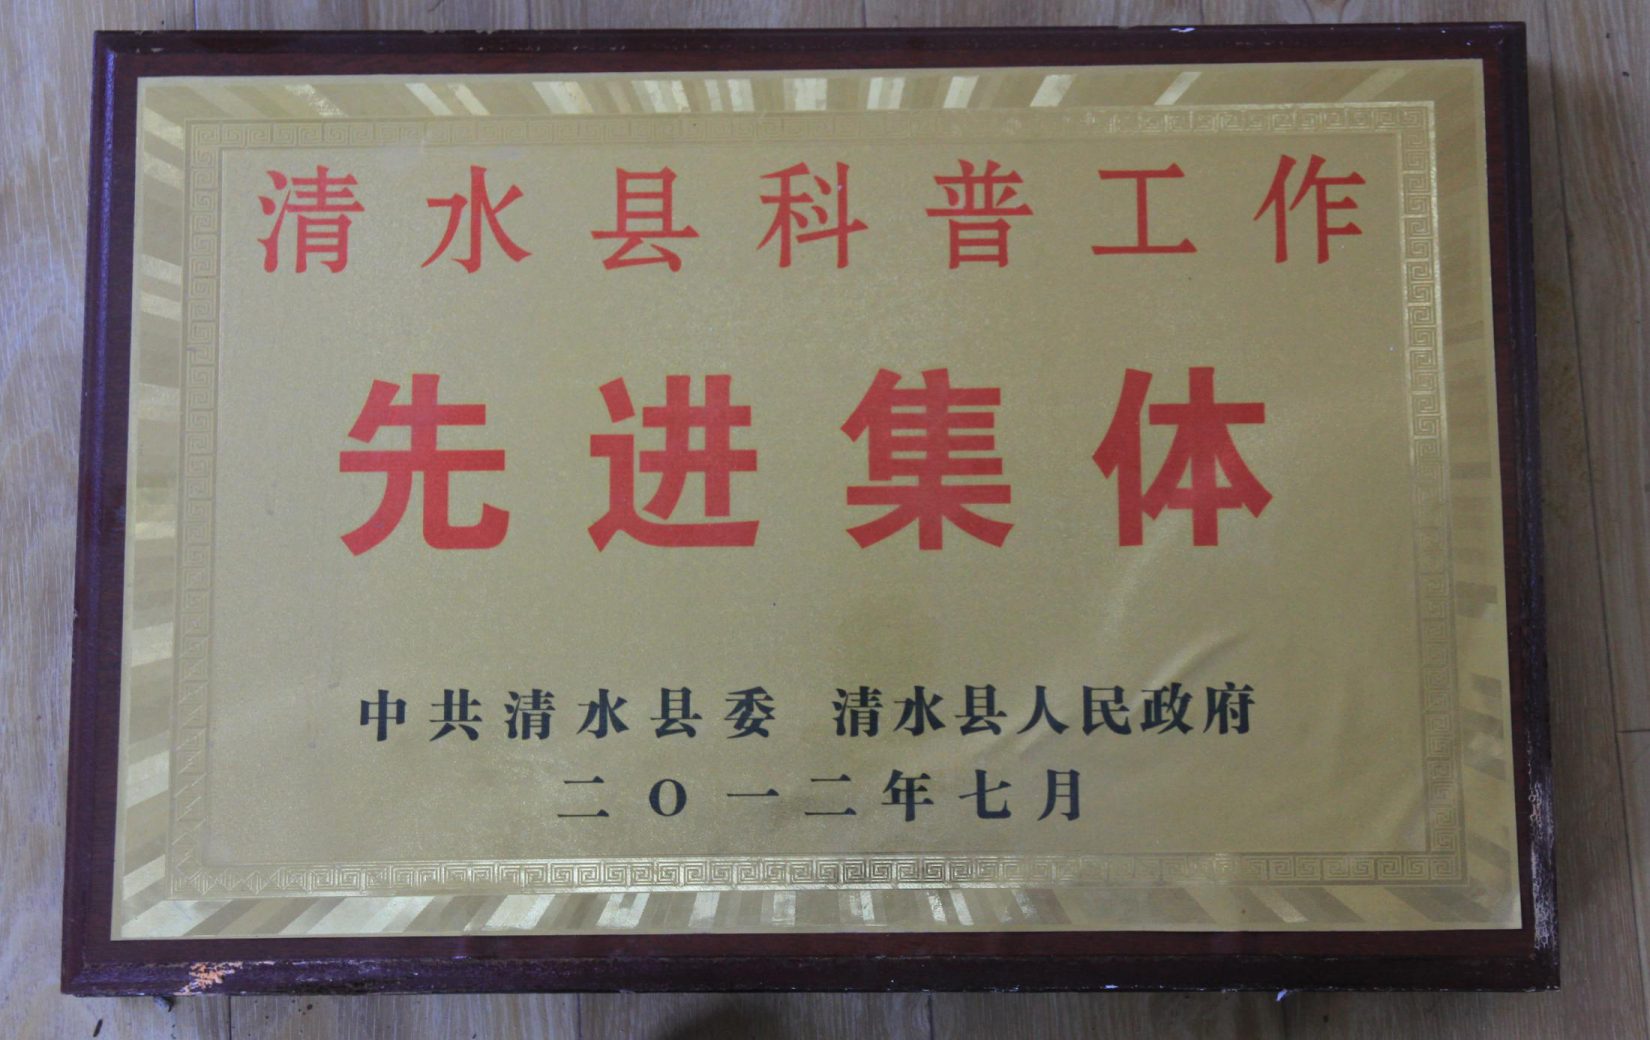 清水县科普工作
先进集体
中共清水县委 清水县人民政府
二O一二年七月